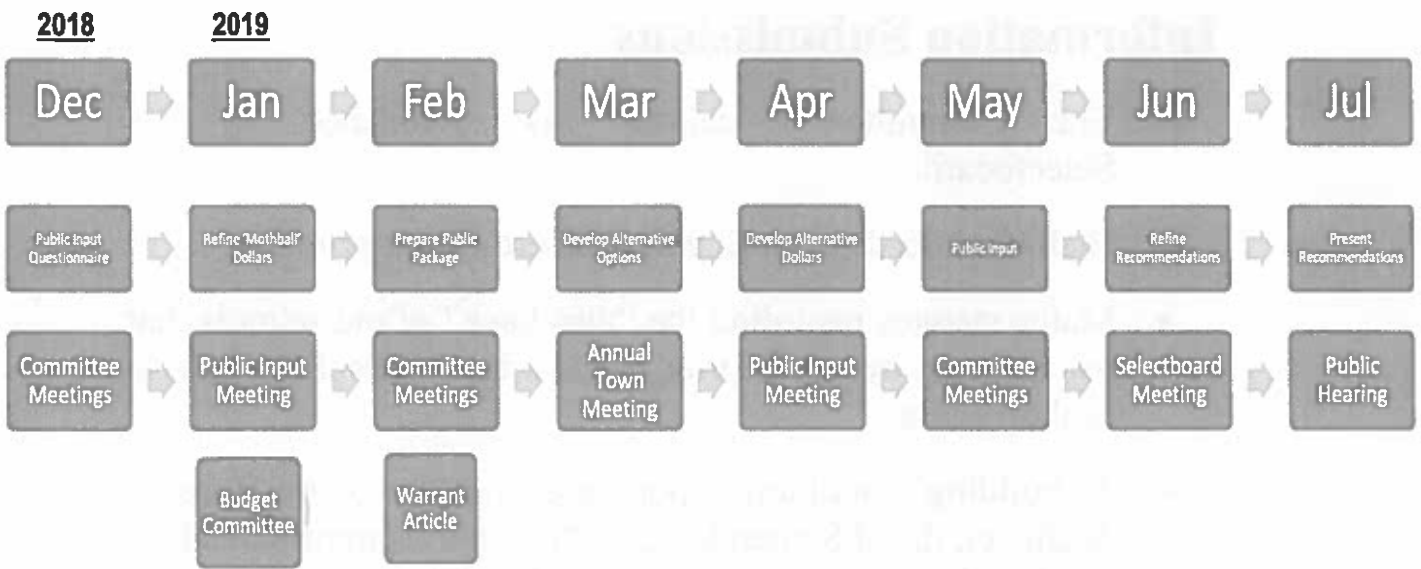 2018 2019
Dec Jan Feb Mar Apr May Jun Jul
Public Input
Questionnaire
Refine "Mothball"
Dollars
Prepare Public
Package
Develop Alternative
Options
Develop Alternative
Dollars
Public Input
Refine
Recommendations
Present
Recommendations
Committee
Meetings
Public Input
Meeting
Committee
Meetings
Annual
Town
Meeting
Public Input
Meeting
Committee
Meetings
Selectboard
Meeting
Public
Hearing
Budget
Committee
Warrant
Article